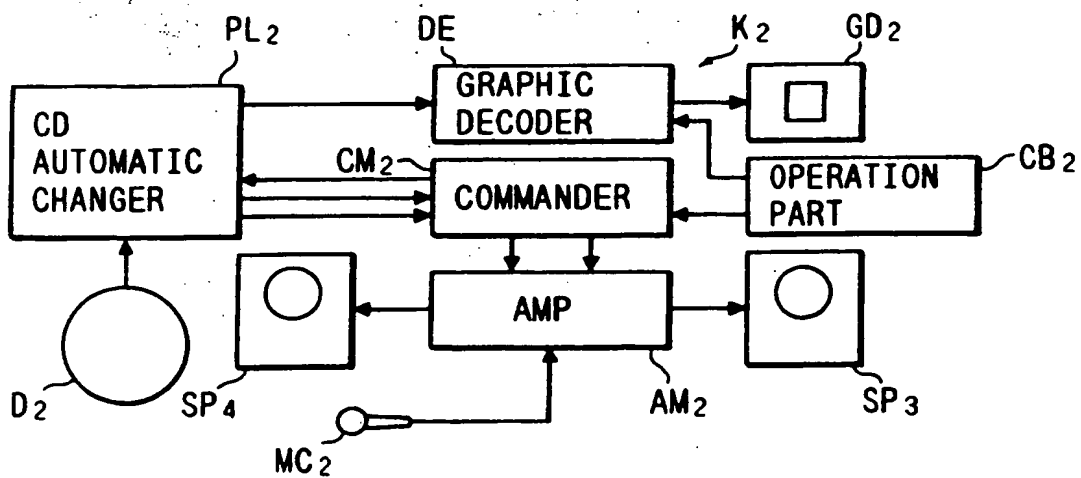 PL2
DE
K2
GD2
GRAPHIC
DECODER
CD
AUTOMATIC
CHANGER
CM2
COMMANDER
OPERATION
PART
CB2
AMP
D2
SP4
MC2
AM2
SP3